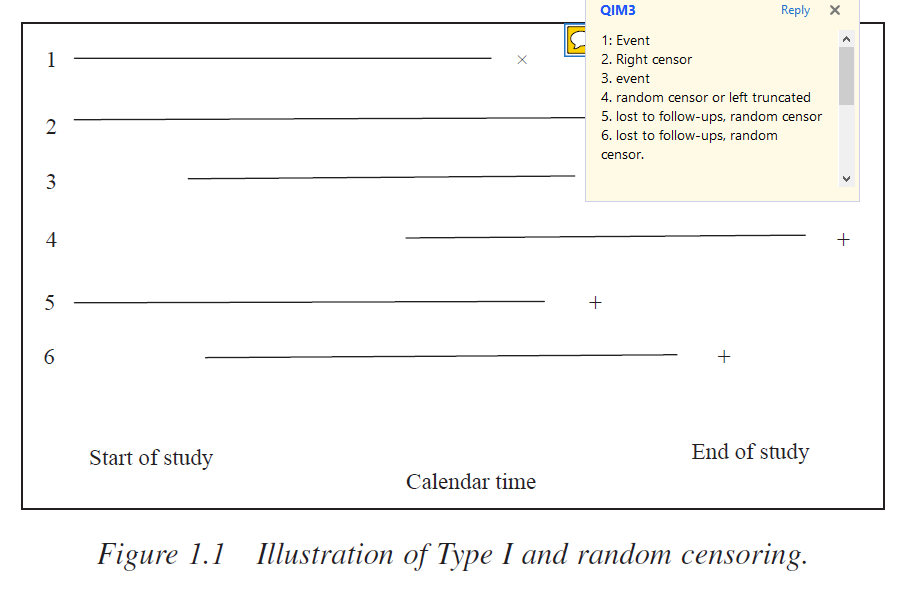 QIM3 Reply
1: Event
2. Right censor
3. event
4. random censor or left truncated
5. lost to follow-ups, random censor
6. lost to follow-ups, random
censor.
1 ×
2
3
4 +
5 +
6 +
Start of study
End of study
Calendar time
Figure 1.1 Illustration of Type I and random censoring.